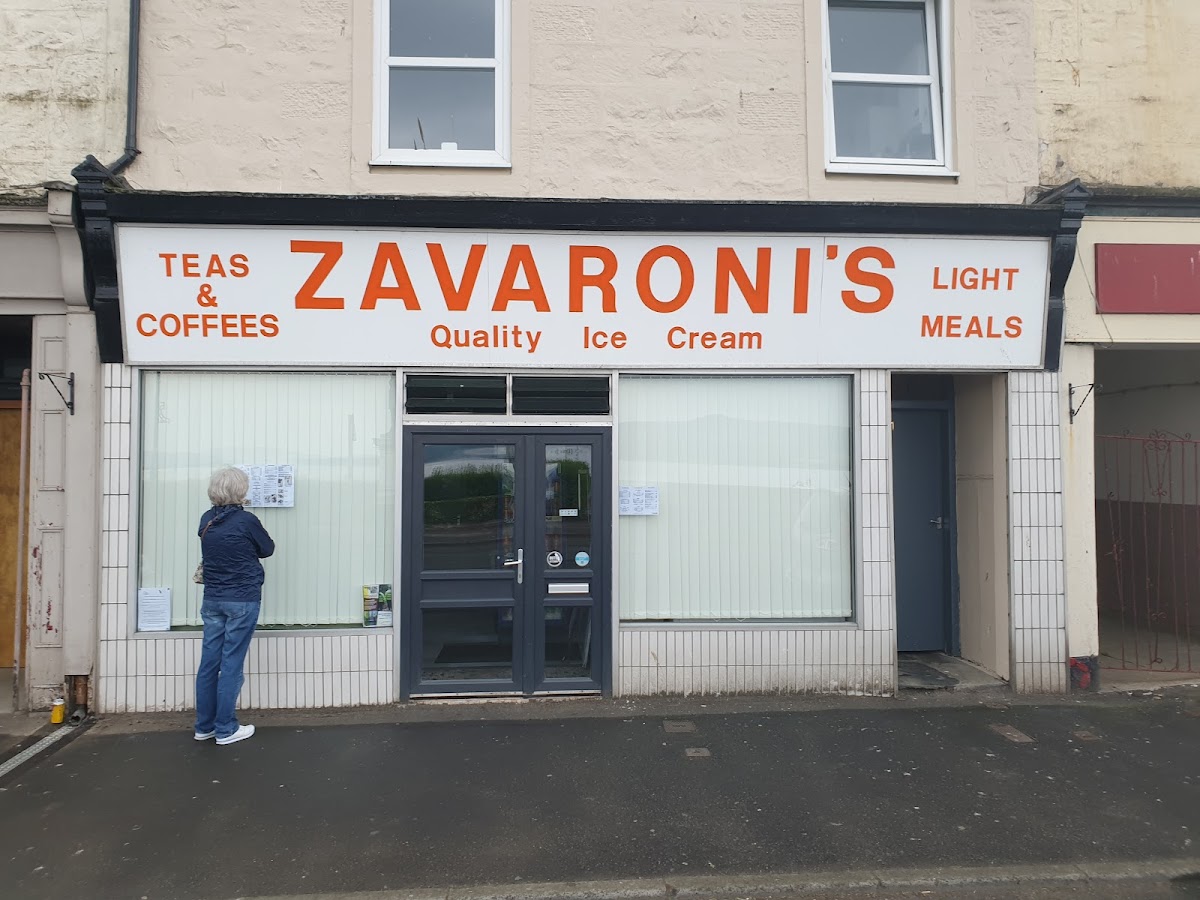 TEAS
&
COFFEES
ZAVARONI'S
Quality Ice Cream
LIGHT
MEALS